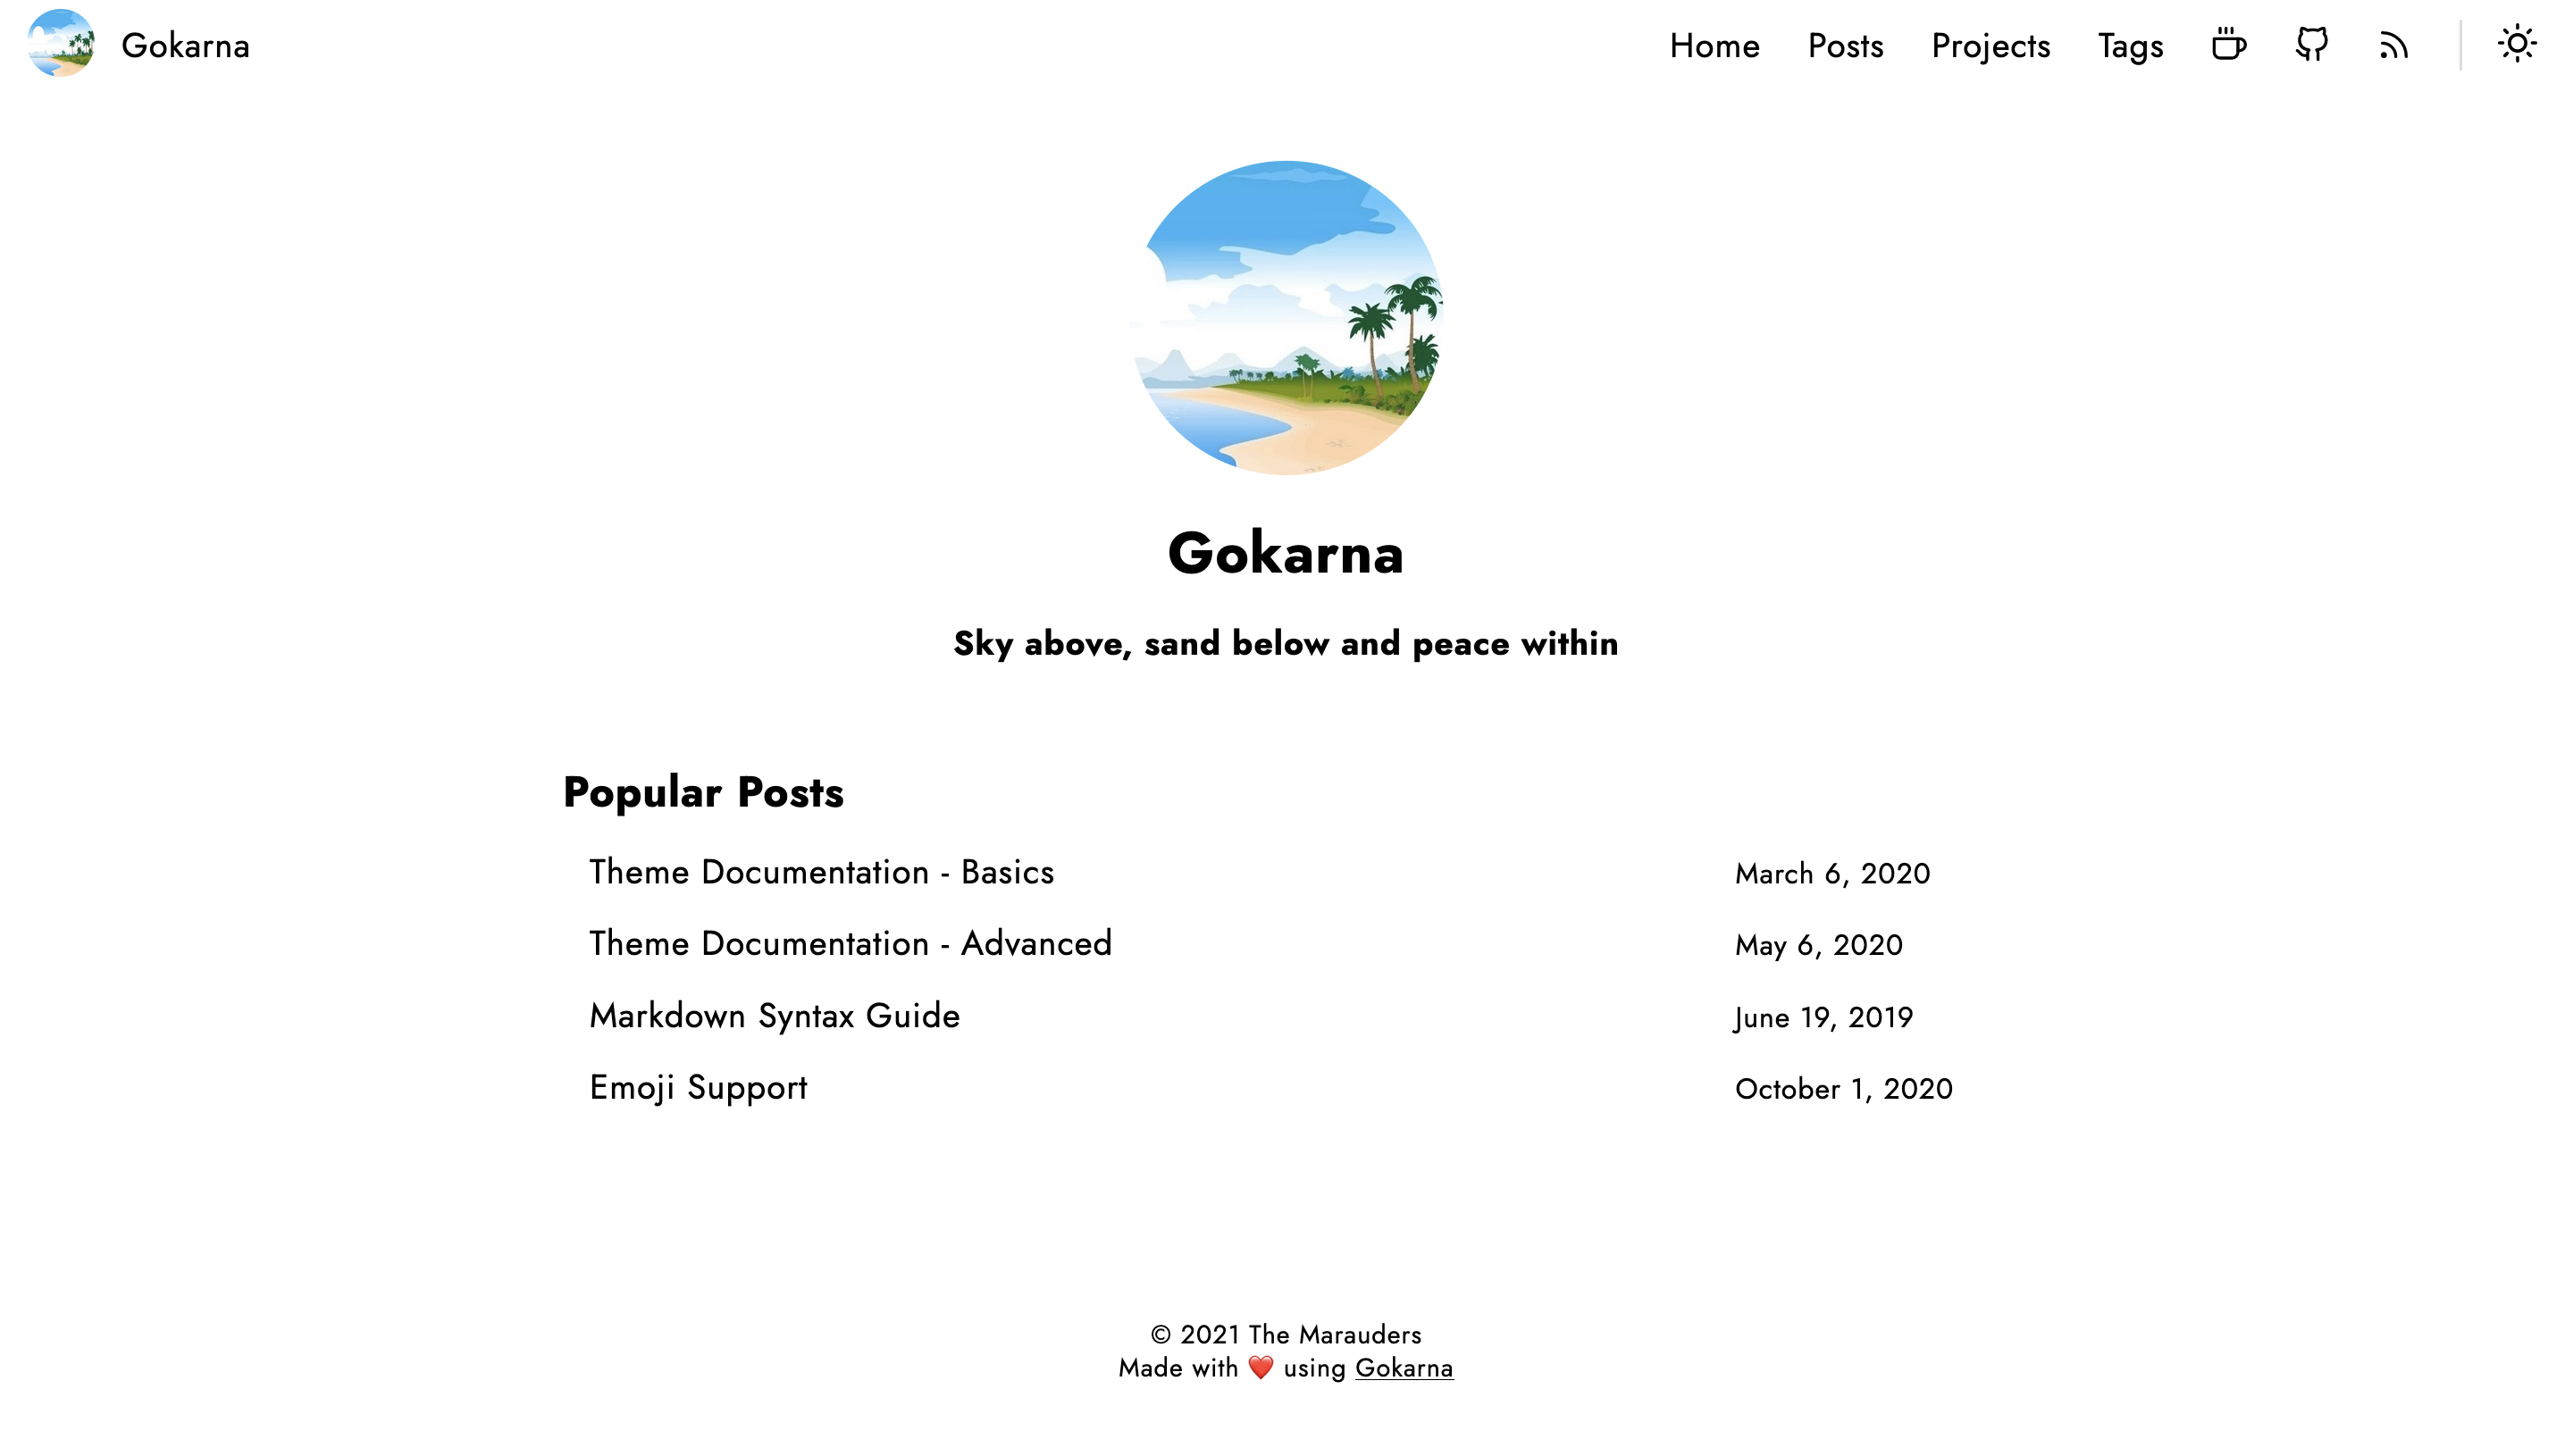 Gokarna
Home Posts Projects Tags
Gokarna
Sky above, sand below and peace within
Popular Posts
Theme Documentation - Basics March 6, 2020
Theme Documentation - Advanced May 6, 2020
Markdown Syntax Guide June 19, 2019
Emoji Support October 1, 2020
© 2021 The Marauders
Made with ❤️ using Gokarna